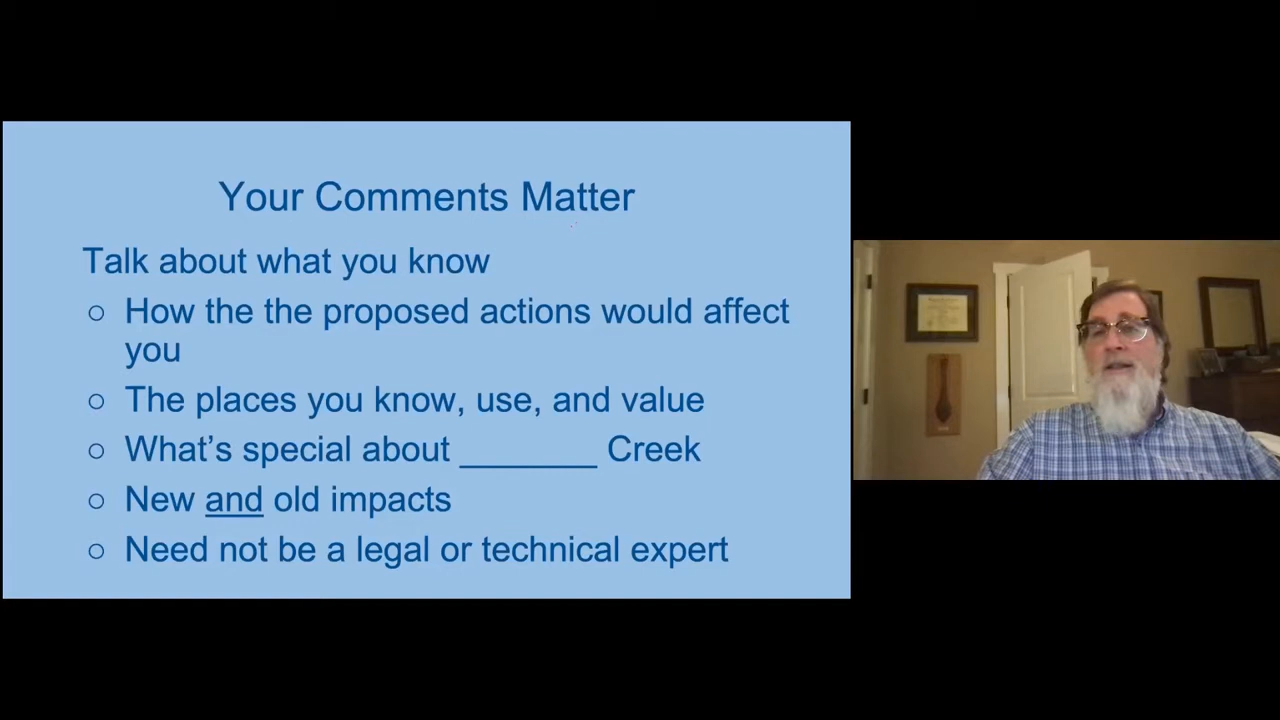 Your Comments Matter
Talk about what you know
○ How the the proposed actions would affect
you
○ The places you know, use, and value
○ What's special about _______ Creek
○ New and old impacts
○ Need not be a legal or technical expert